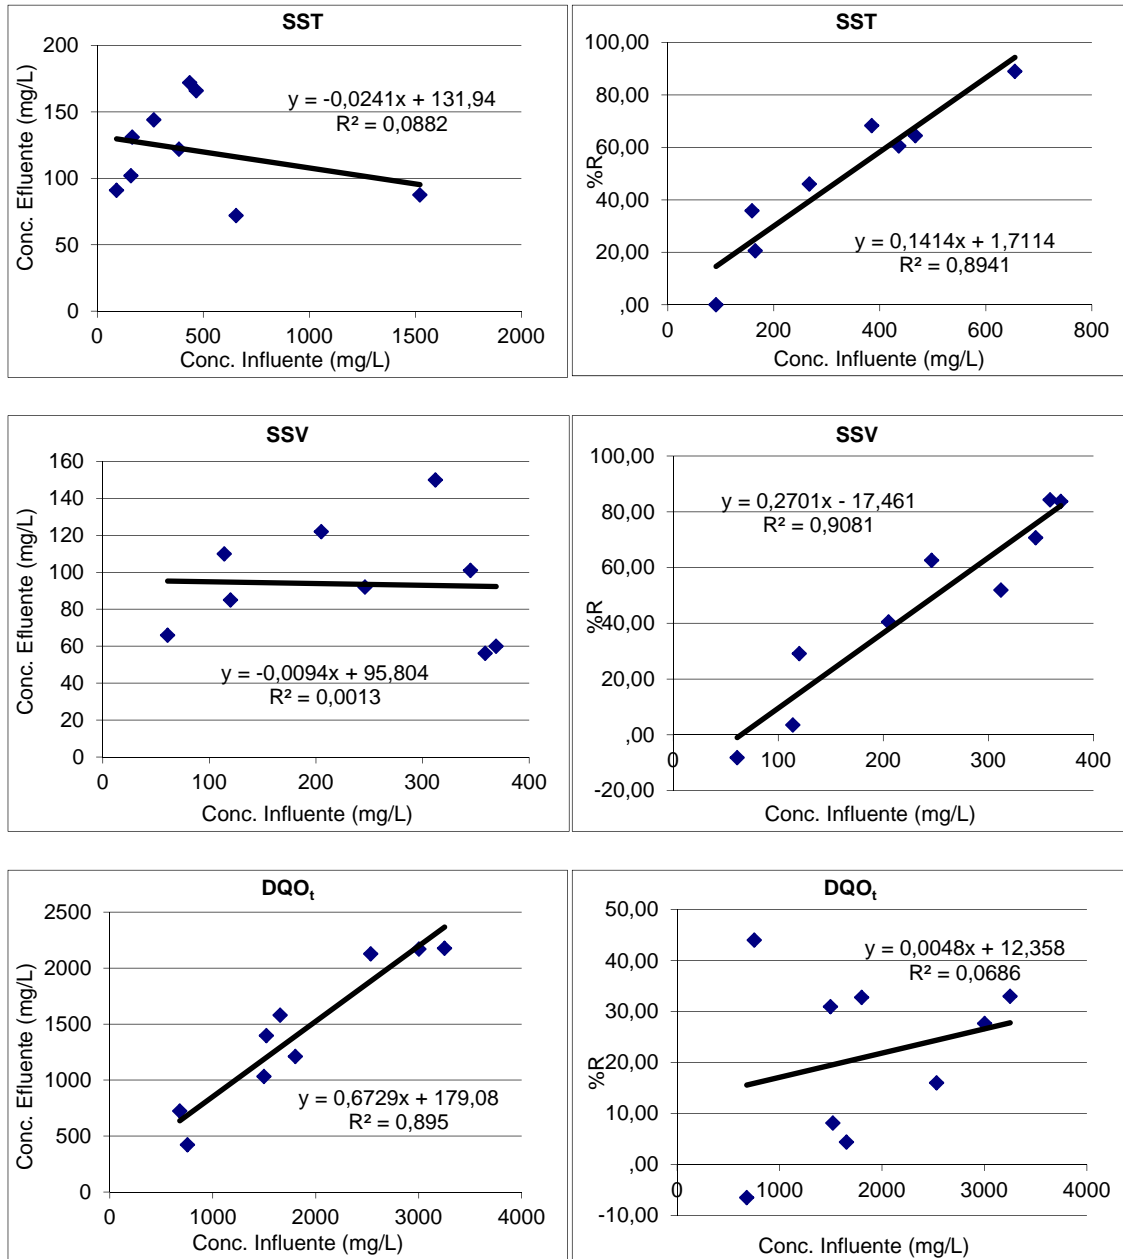 SST
200
150
100
50
0
0 500 1000 1500 2000
Conc. Efluente (mg/L)
Conc. Influente (mg/L)
y = -0,0241x + 131,94
R² = 0,0882
SST
100,00
80,00
60,00
40,00
20,00
,00
0 200 400 600 800
%R
Conc. Influente (mg/L)
y = 0,1414x + 1,7114
R² = 0,8941
SSV
160
140
120
100
80
60
40
20
0
0 100 200 300 400
Conc. Efluente (mg/L)
Conc. Influente (mg/L)
y = -0,0094x + 95,804
R² = 0,0013
SSV
100,00
80,00
60,00
40,00
20,00
,00
-20,00
0 100 200 300 400
%R
Conc. Influente (mg/L)
y = 0,2701x - 17,461
R² = 0,9081
DQOt
2500
2000
1500
1000
500
0
0 1000 2000 3000 4000
Conc. Efluente (mg/L)
Conc. Influente (mg/L)
y = 0,6729x + 179,08
R² = 0,895
DQOt
50,00
40,00
30,00
20,00
10,00
,00
-10,00
0 1000 2000 3000 4000
%R
Conc. Influente (mg/L)
y = 0,0048x + 12,358
R² = 0,0686